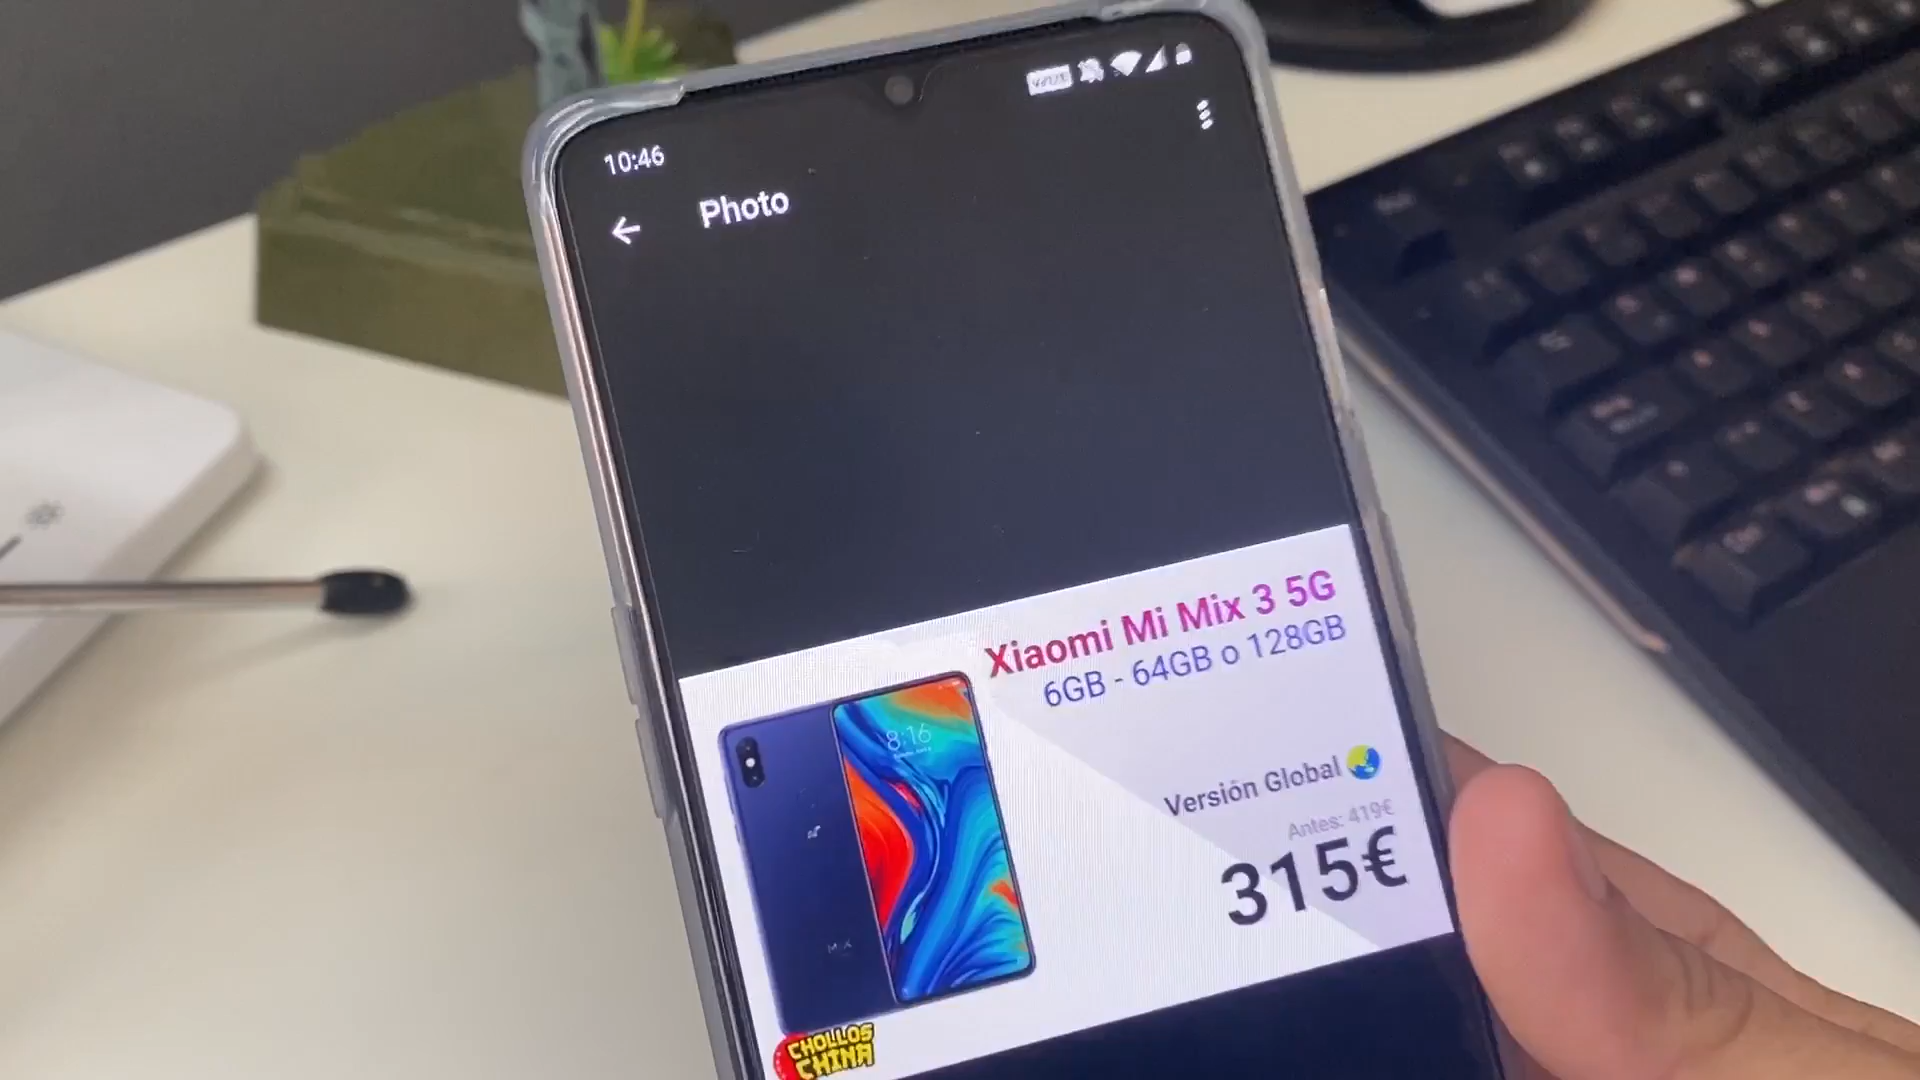 10:46
Photo
Xiaomi Mi Mix 3 5G
6GB - 64GB o 128GB
8:16
Versión Global
Antes: 419€
315€
MIX
CHOLLOS
CHINA